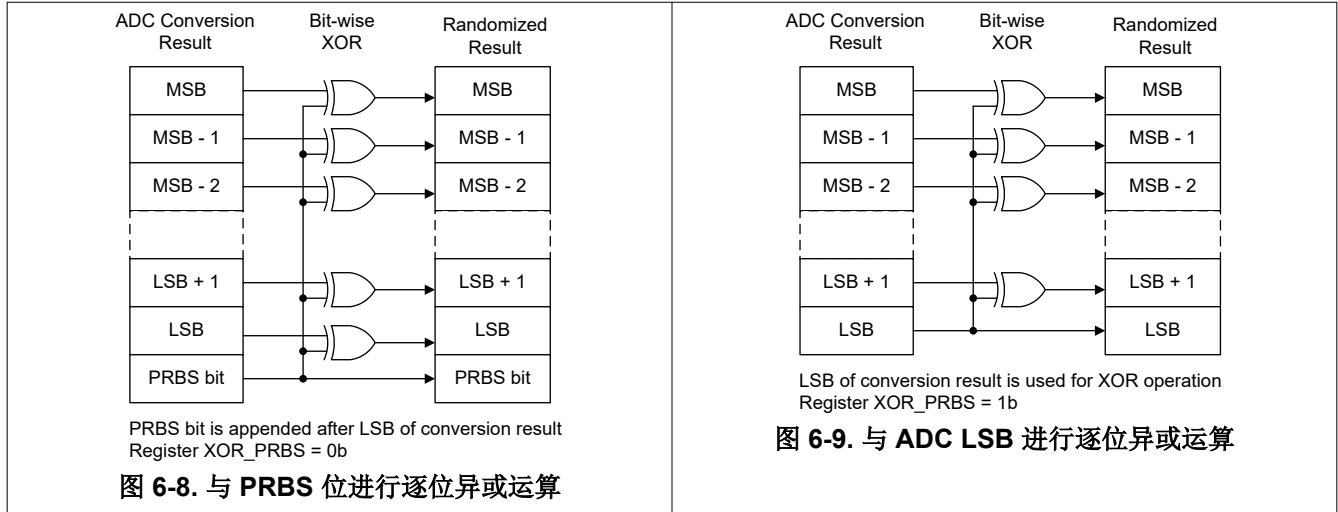 ADC Conversion Result
Bit-wise XOR
Randomized Result
MSB
MSB
MSB - 1
MSB - 1
MSB - 2
MSB - 2
LSB + 1
LSB + 1
LSB
LSB
PRBS bit
PRBS bit
PRBS bit is appended after LSB of conversion result
Register XOR_PRBS = 0b
图 6-8. 与 PRBS 位进行逐位异或运算
ADC Conversion Result
Bit-wise XOR
Randomized Result
MSB
MSB
MSB - 1
MSB - 1
MSB - 2
MSB - 2
LSB + 1
LSB + 1
LSB
LSB
LSB of conversion result is used for XOR operation
Register XOR_PRBS = 1b
图 6-9. 与 ADC LSB 进行逐位异或运算